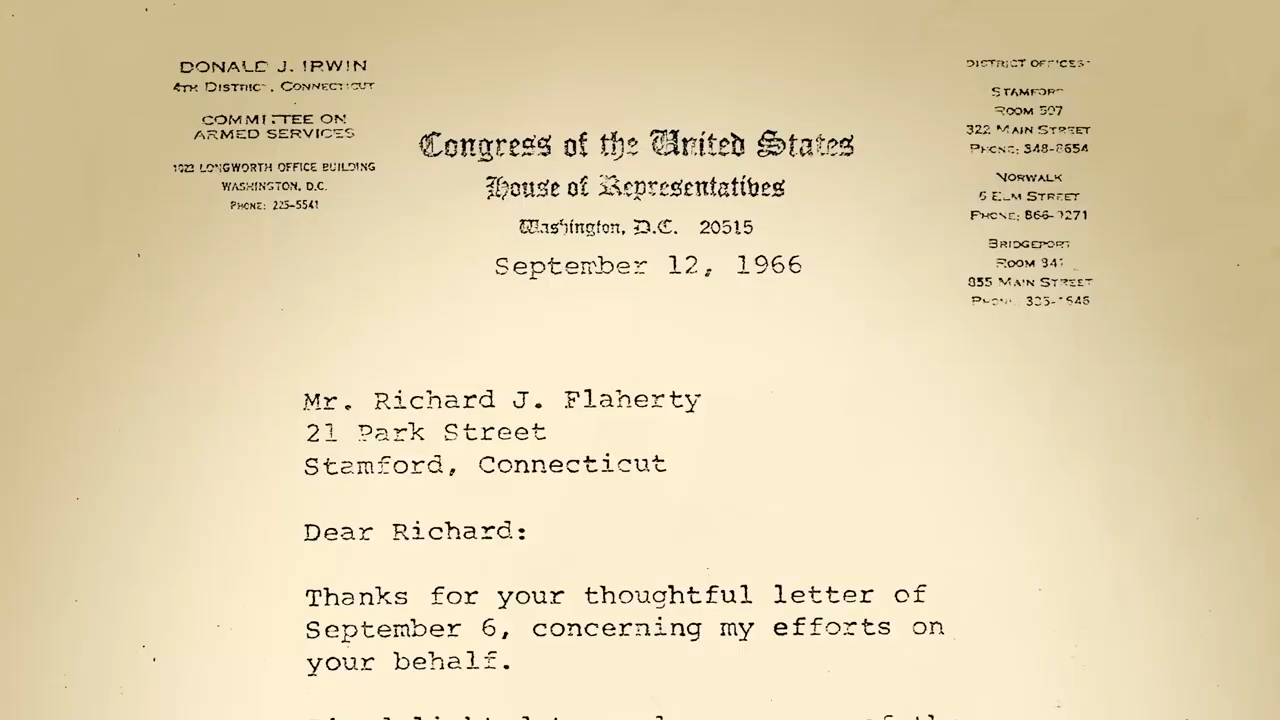 DONALD J. IRWIN
4TH DISTRICT, CONNECTICUT
COMMITTEE ON
ARMED SERVICES
LONGWORTH OFFICE BUILDING
WASHINGTON, D.C.
PHONE: 225-5541
Congress of the United States
House of Representatives
Washington, D.C. 20515
September 12, 1966
DISTRICT OFFICES:
STAMFORD
ROOM 507
322 MAIN STREET
PHONE: 348-8654
NORWALK
6 ELM STREET
PHONE:
BRIDGEPORT
ROOM
855 MAIN STREET
Mr. Richard J. Flaherty
21 Park Street
Stamford, Connecticut
Dear Richard:
Thanks for your thoughtful letter of
September 6, concerning my efforts on
your behalf.